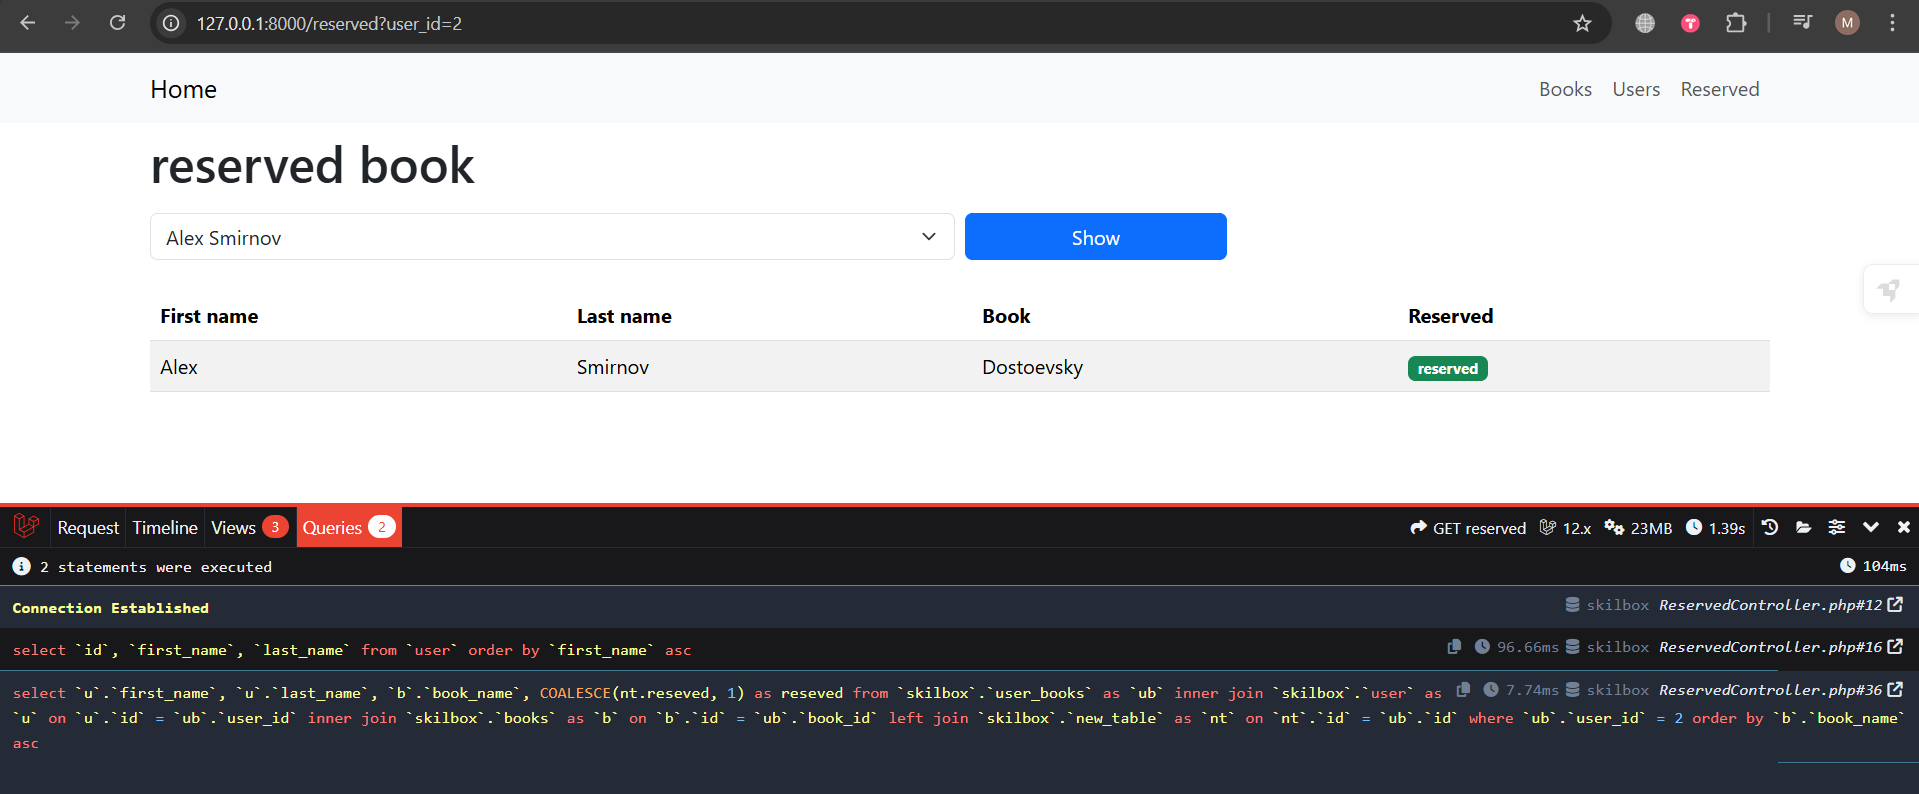 127.0.0.1:8000/reserved?user_id=2
M
Home Books Users Reserved
reserved book
Alex Smirnov Show
First name Last name Book Reserved
Alex Smirnov Dostoevsky reserved
Request Timeline Views 3 Queries 2 GET reserved 12.x 23MB 1.39s
2 statements were executed 104ms
Connection Established skilbox ReservedController.php#12
select `id`, `first_name`, `last_name` from `user` order by `first_name` asc 96.66ms skilbox ReservedController.php#16
select `u`.`first_name`, `u`.`last_name`, `b`.`book_name`, COALESCE(nt.reseved, 1) as reseved from `skilbox`.`user_books` as `ub` inner join `skilbox`.`user` as 7.74ms skilbox ReservedController.php#36
`u` on `u`.`id` = `ub`.`user_id` inner join `skilbox`.`books` as `b` on `b`.`id` = `ub`.`book_id` left join `skilbox`.`new_table` as `nt` on `nt`.`id` = `ub`.`id` where `ub`.`user_id` = 2 order by `b`.`book_name`
asc